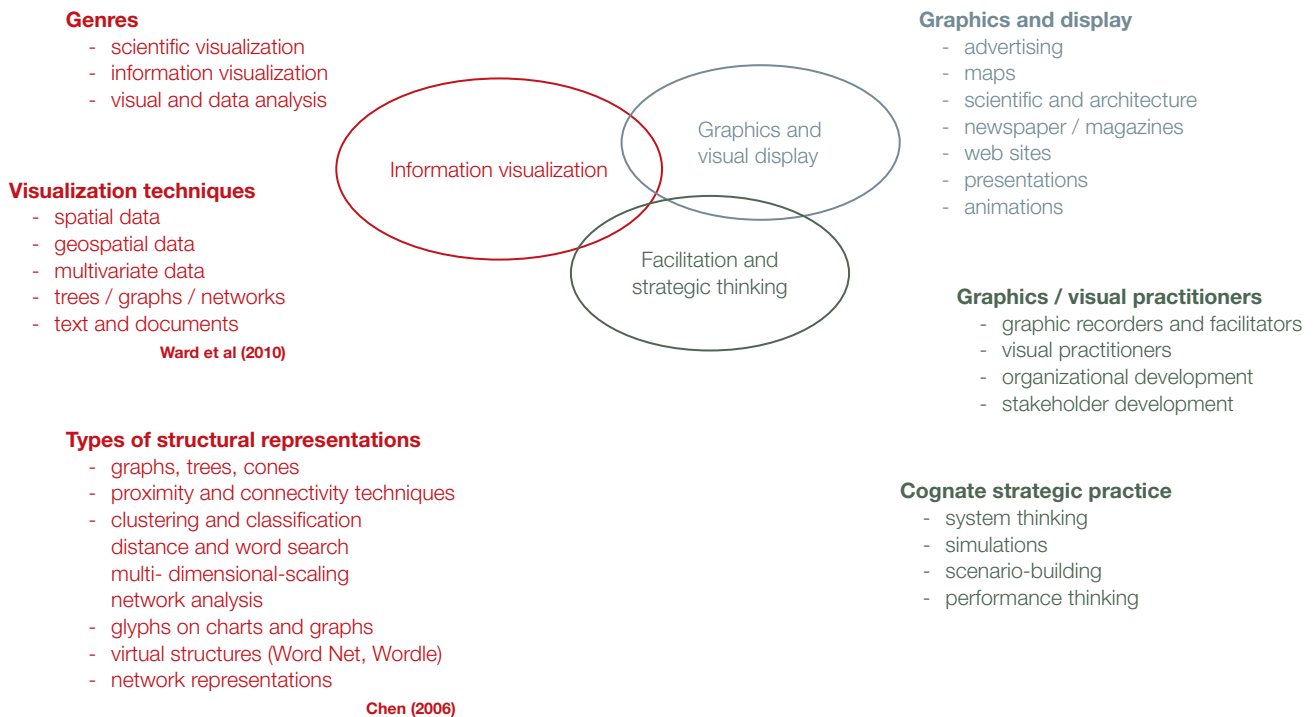 Genres
- scientific visualization
- information visualization
- visual and data analysis
Visualization techniques
- spatial data
- geospatial data
- multivariate data
- trees / graphs / networks
- text and documents
Ward et al (2010)
Types of structural representations
- graphs, trees, cones
- proximity and connectivity techniques
- clustering and classification
distance and word search
multi- dimensional-scaling
network analysis
- glyphs on charts and graphs
- virtual structures (Word Net, Wordle)
- network representations
Chen (2006)
Information visualization
Graphics and
visual display
Facilitation and
strategic thinking
Graphics and display
- advertising
- maps
- scientific and architecture
- newspaper / magazines
- web sites
- presentations
- animations
Graphics / visual practitioners
- graphic recorders and facilitators
- visual practitioners
- organizational development
- stakeholder development
Cognate strategic practice
- system thinking
- simulations
- scenario-building
- performance thinking